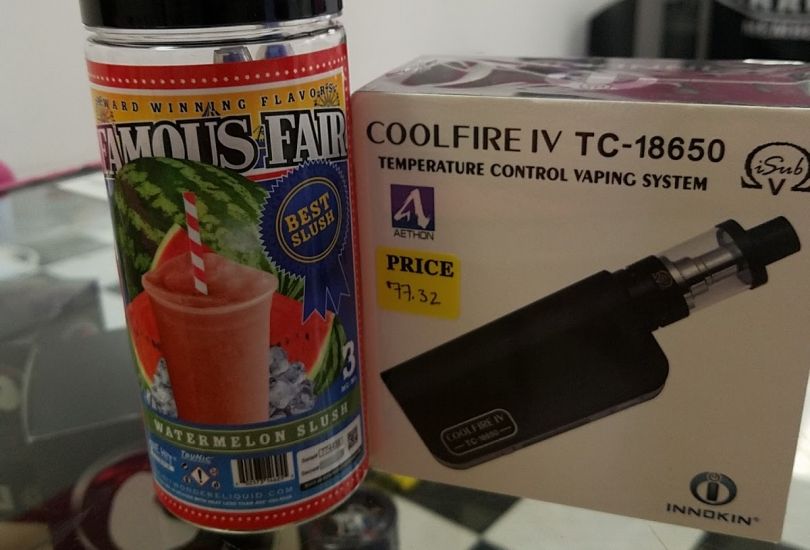 AWARD WINNING FLAVORS
FAMOUS FAIR
BEST
SLUSH
3
WATERMELON SLUSH
COOLFIRE IV TC-18650
TEMPERATURE CONTROL VAPING SYSTEM
iSub
V
AETHON
PRICE
$77.32
COOLFIRE IV
TC-18650
INNOKIN®